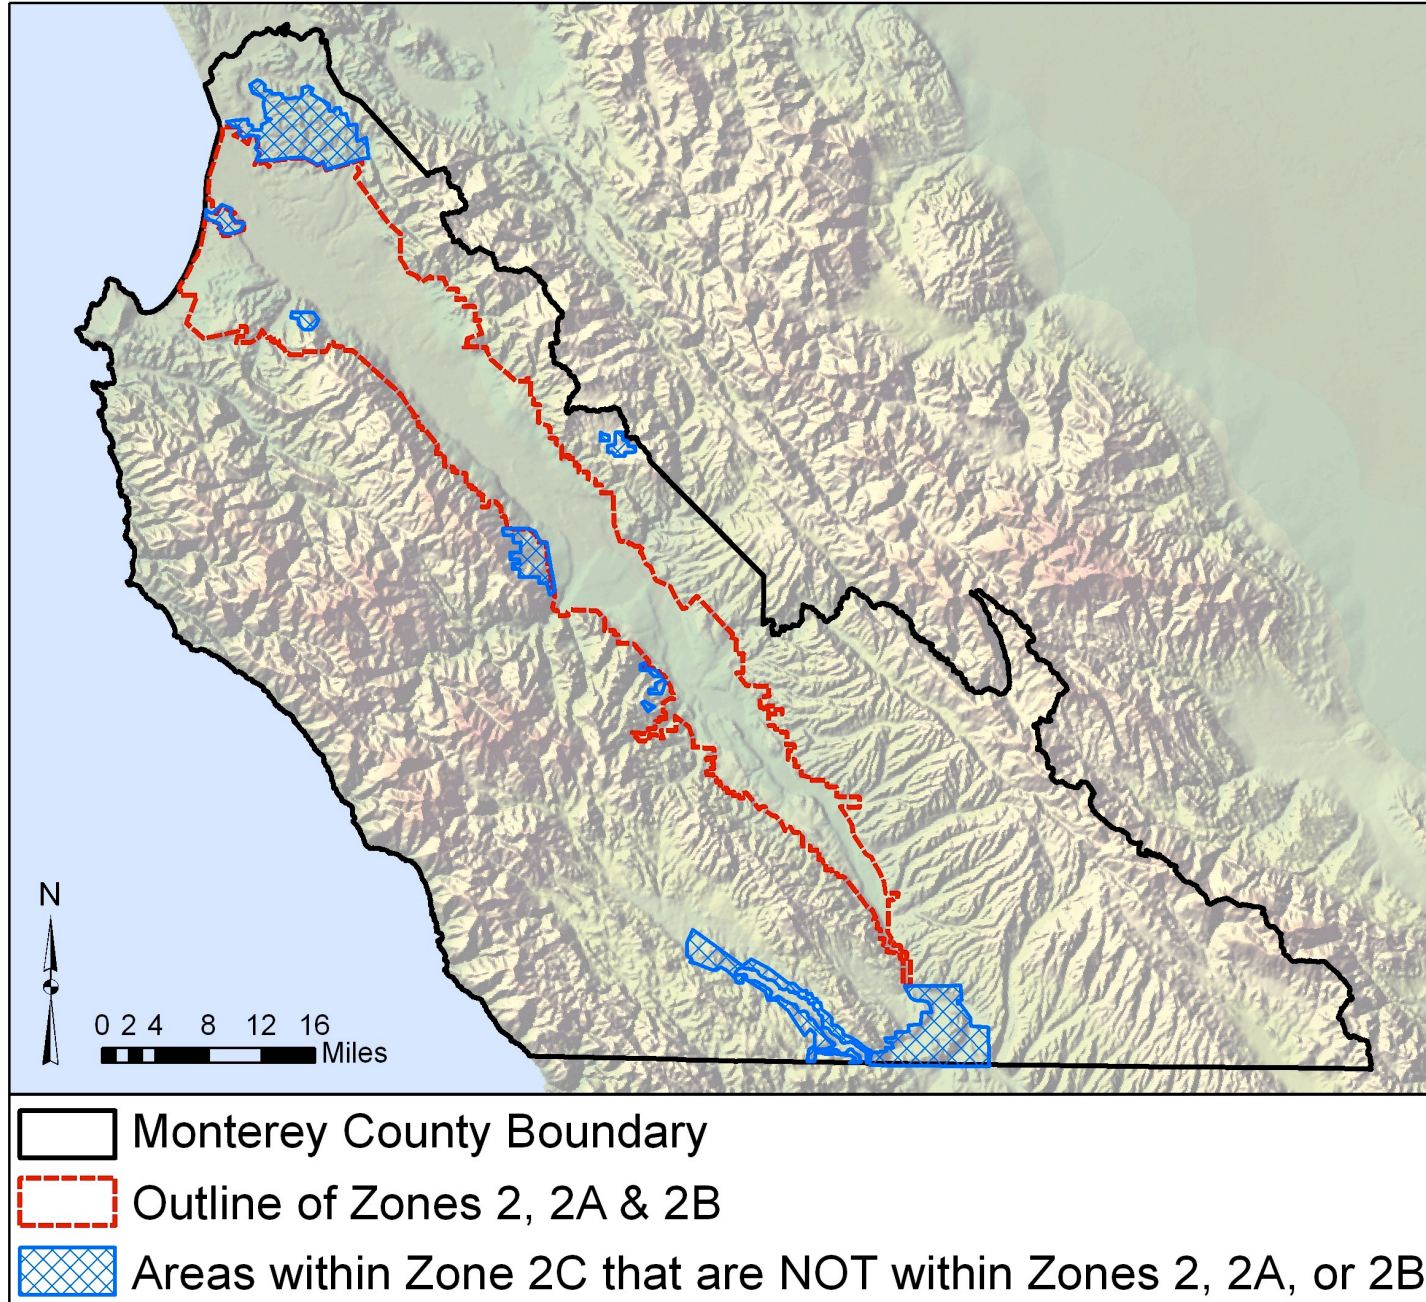 N
0 2 4 8 12 16
Miles
Monterey County Boundary
Outline of Zones 2, 2A & 2B
Areas within Zone 2C that are NOT within Zones 2, 2A, or 2B